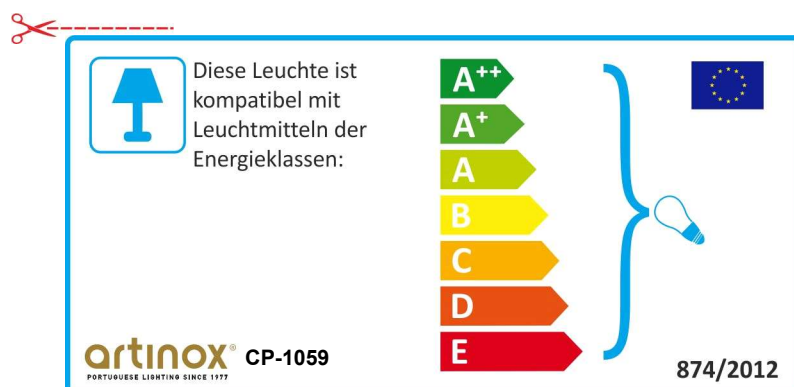 Diese Leuchte ist
kompatibel mit
Leuchtmitteln der
Energieklassen:
A++
A+
A
B
C
D
E
artinox® CP-1059
PORTUGUESE LIGHTING SINCE 1977
874/2012